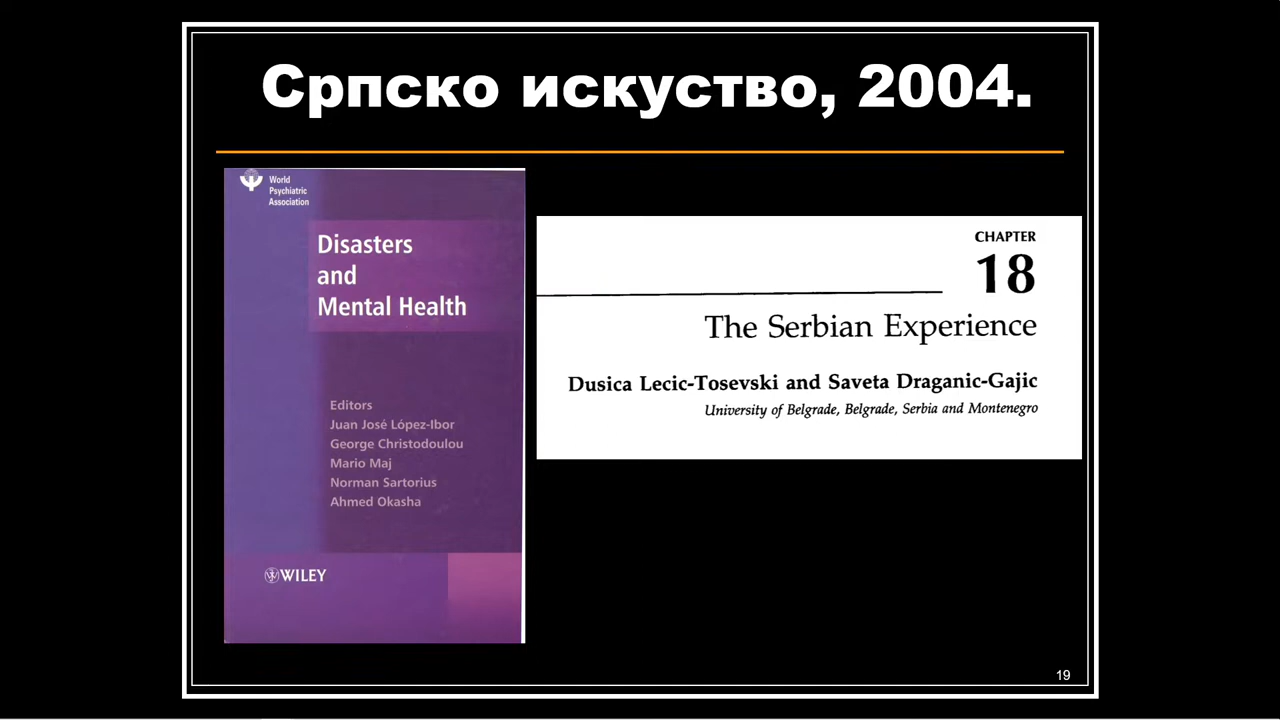 Српско искуство, 2004.
World
Psychiatric
Association
Disasters
and
Mental Health
Editors
Juan José López-Ibor
George Christodoulou
Mario Maj
Norman Sartorius
Ahmed Okasha
WILEY
CHAPTER
18
The Serbian Experience
Dusica Lecic-Tosevski and Saveta Draganic-Gajic
University of Belgrade, Belgrade, Serbia and Montenegro
19